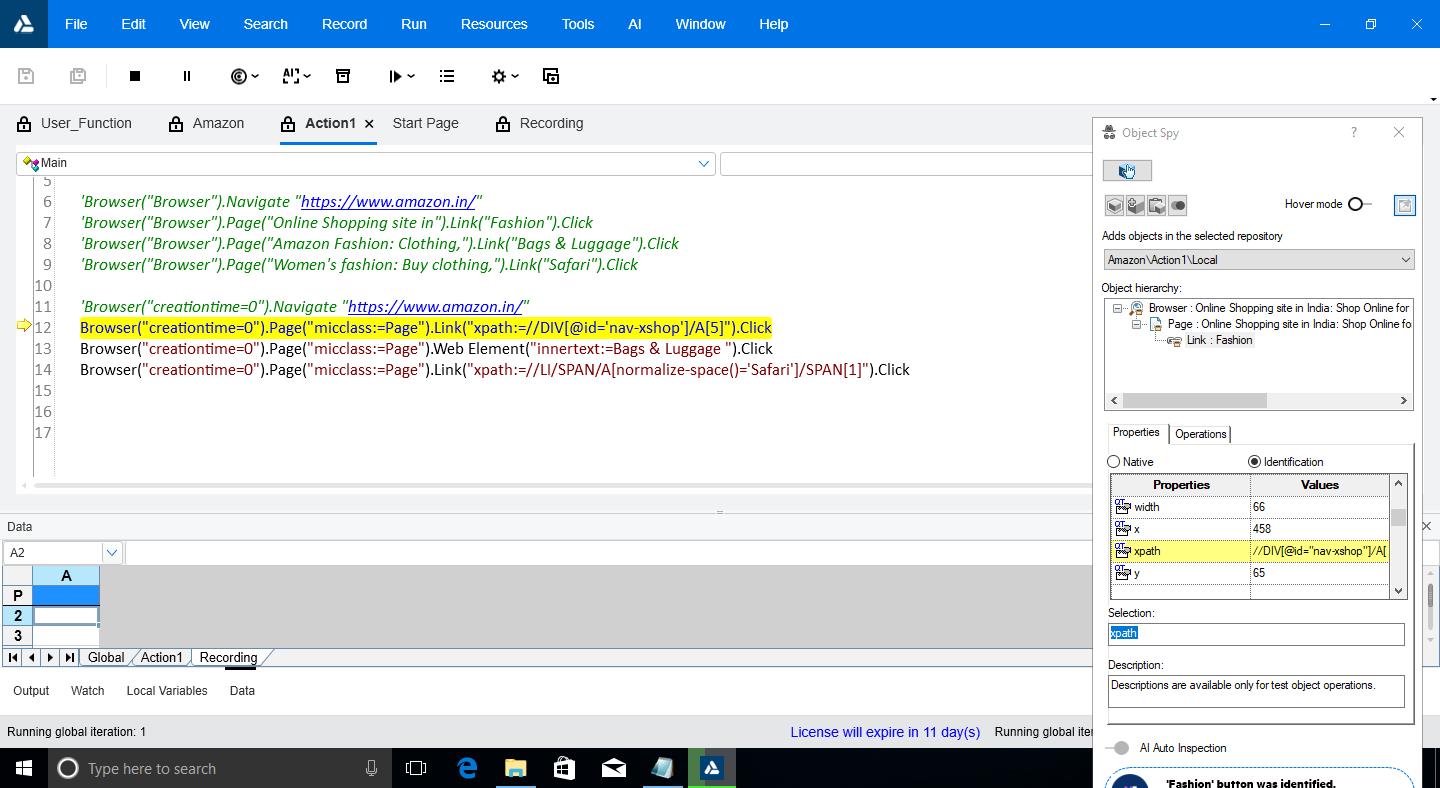 File Edit View Search Record Run Resources Tools AI Window Help
User_Function Amazon Action1 Start Page Recording
Main
5
6 'Browser("Browser").Navigate "https://www.amazon.in/"
7 'Browser("Browser").Page("Online Shopping site in").Link("Fashion").Click
8 'Browser("Browser").Page("Amazon Fashion: Clothing,").Link("Bags & Luggage").Click
9 'Browser("Browser").Page("Women's fashion: Buy clothing,").Link("Safari").Click
10
11 'Browser("creationtime=0").Navigate "https://www.amazon.in/"
12 Browser("creationtime=0").Page("micclass:=Page").Link("xpath:=//DIV[@id='nav-xshop']/A[5]").Click
13 Browser("creationtime=0").Page("micclass:=Page").Web Element("innertext:=Bags & Luggage ").Click
14 Browser("creationtime=0").Page("micclass:=Page").Link("xpath:=//LI/SPAN/A[normalize-space()='Safari']/SPAN[1]").Click
15
16
17
Data
A2
A
P
2
3
Global Action1 Recording
Output Watch Local Variables Data
Running global iteration: 1 License will expire in 11 day(s) Running global iter
Type here to search
Object Spy ?
Hover mode
Adds objects in the selected repository
Amazon\Action1\Local
Object hierarchy:
Browser : Online Shopping site in India: Shop Online for
Page : Online Shopping site in India: Shop Online fo
Link : Fashion
Properties Operations
Native Identification
Properties Values
width 66
x 458
xpath //DIV[@id="nav-xshop"]/A[
y 65
Selection:
xpath
Description:
Descriptions are available only for test object operations.
AI Auto Inspection
'Fashion' button was identified.